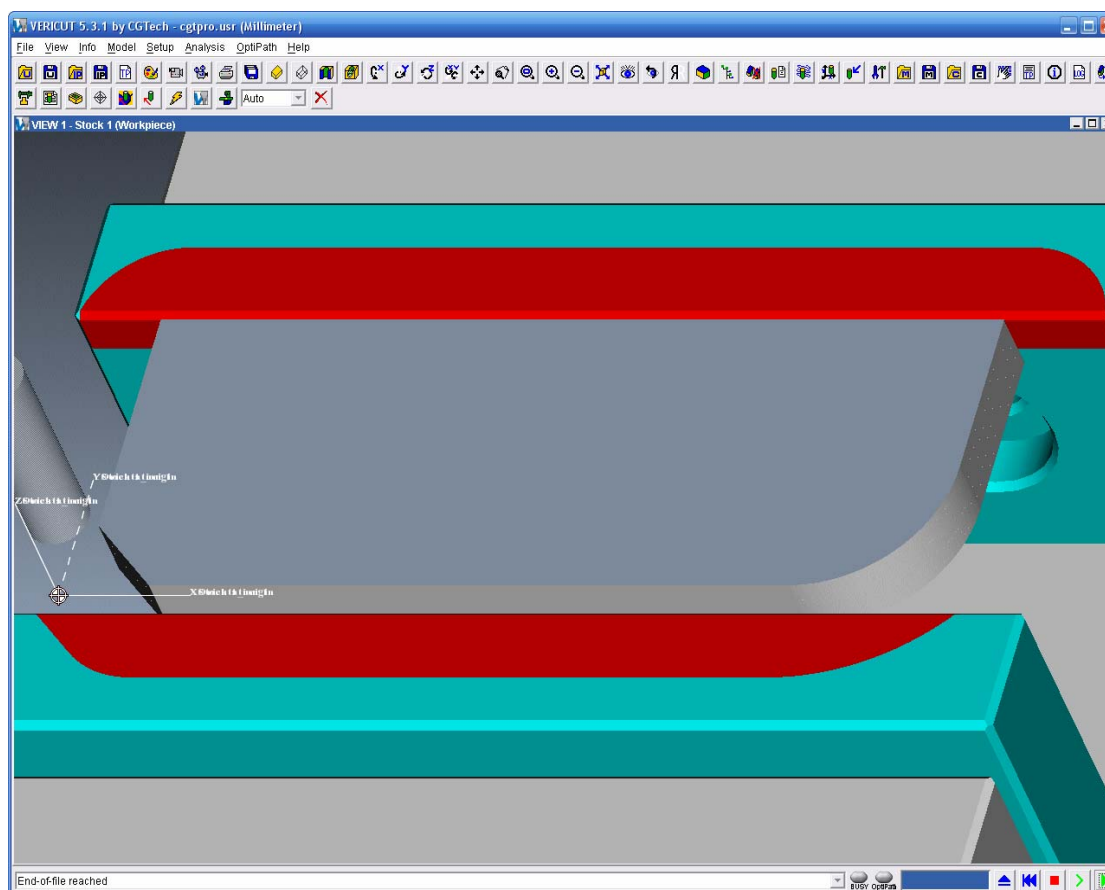 VERICUT 5.3.1 by CGTech - cgtpro.usr (Millimeter)
File View Info Model Setup Analysis OptiPath Help
Auto
VIEW 1 - Stock 1 (Workpiece)
End-of-file reached
BUSY OptiPath